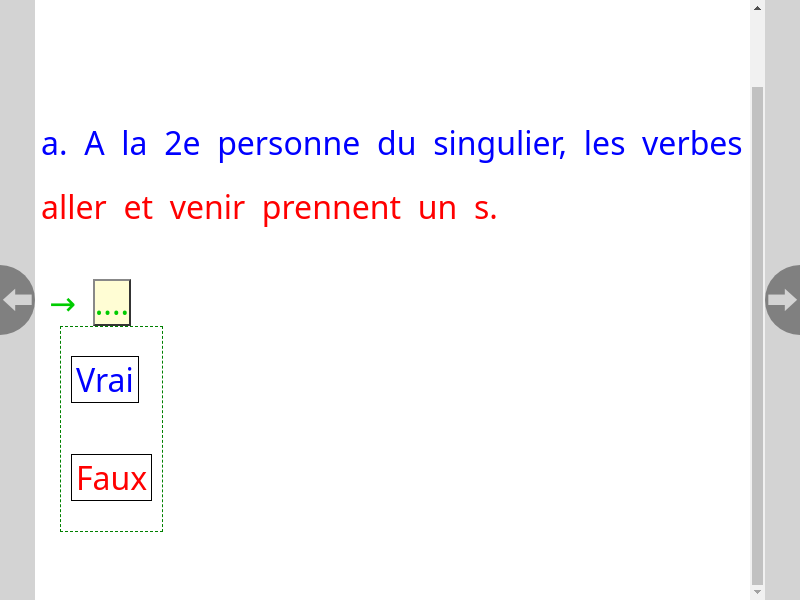 a. A la 2e personne du singulier, les verbes
aller et venir prennent un s.
→ ....
Vrai
Faux